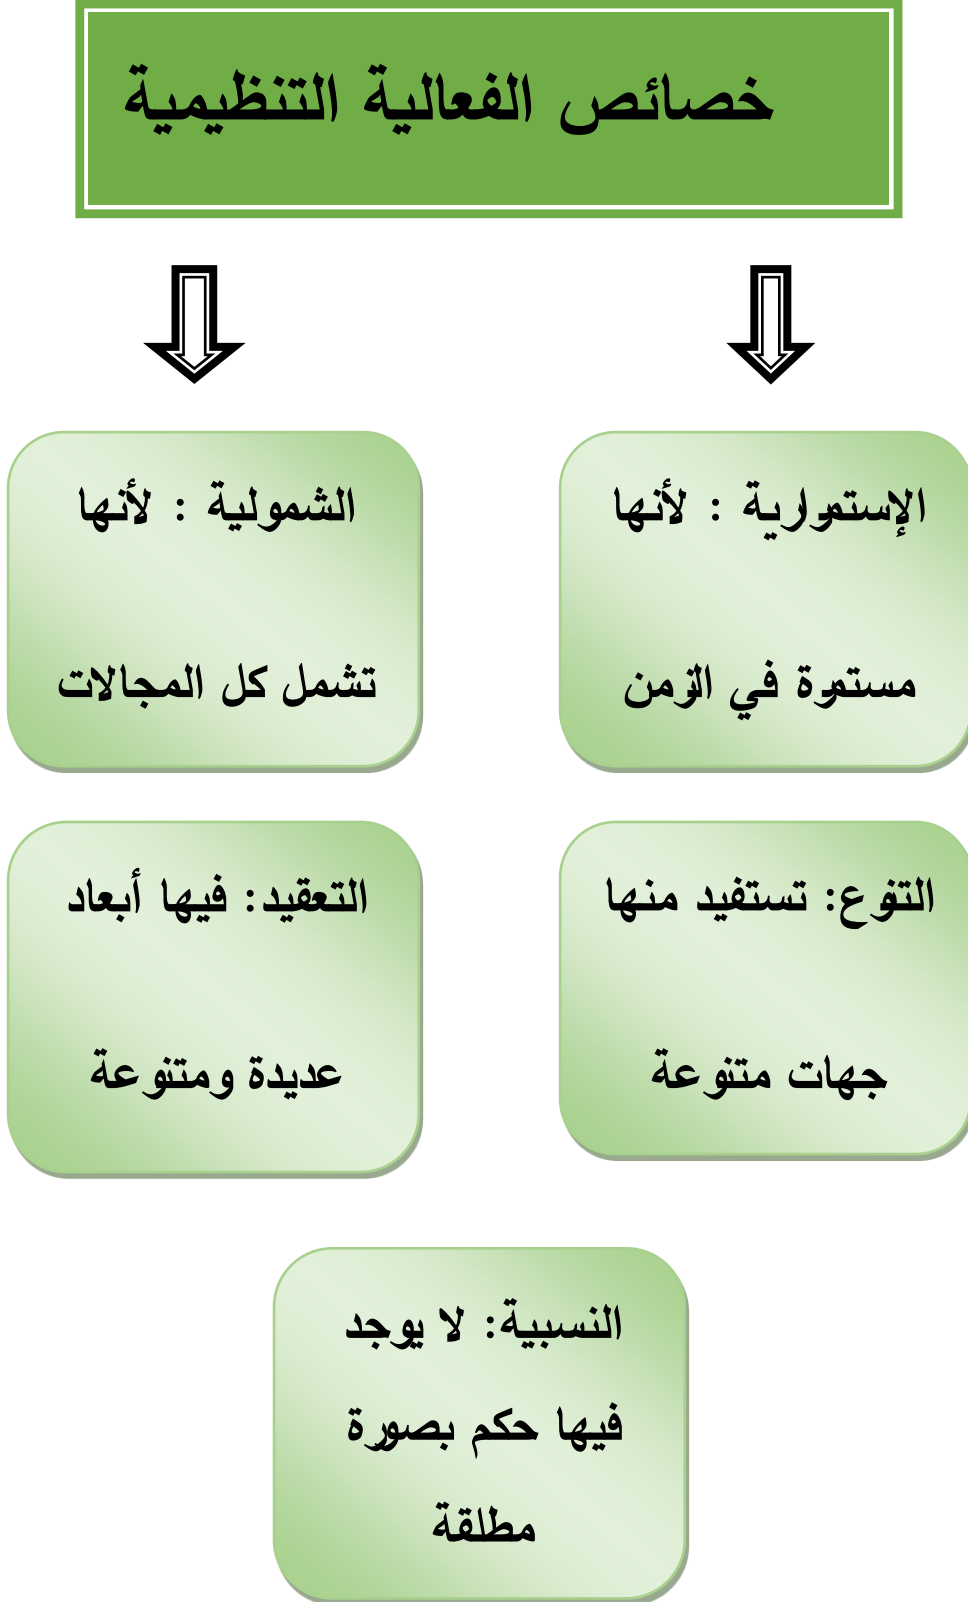 خصائص الفعالية التنظيمية
الإستمرارية : لأنها
مستمرة في الزمن
الشمولية : لأنها
تشمل كل المجالات
التنوع: تستفيد منها
جهات متنوعة
التعقيد: فيها أبعاد
عديدة ومتنوعة
النسبية: لا يوجد
فيها حكم بصورة
مطلقة